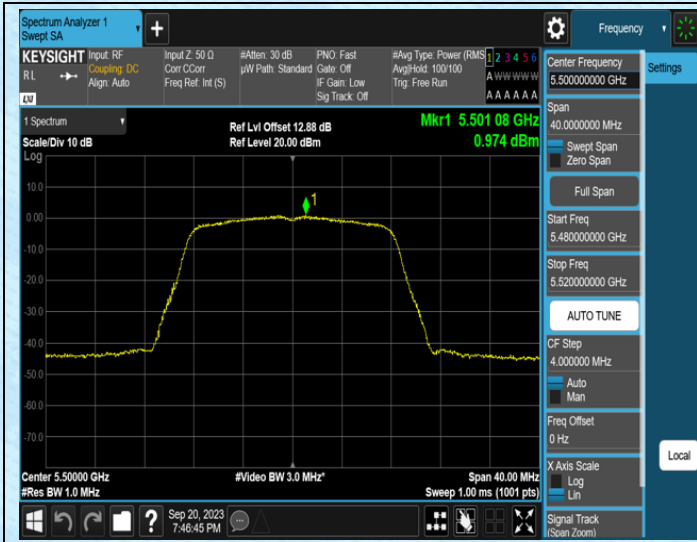 Spectrum Analyzer 1
Swept SA
+
Frequency
KEYSIGHT
RL
LXI
Input: RF
Coupling: DC
Align: Auto
Input Z: 50 Ω
Corr CCorr
Freq Ref: Int (S)
#Atten: 30 dB
µW Path: Standard
PNO: Fast
Gate: Off
IF Gain: Low
Sig Track: Off
#Avg Type: Power (RMS
Avg|Hold: 100/100
Trig: Free Run
1 2 3 4 5 6
A W W W W W
A A A A A A
1 Spectrum
Scale/Div 10 dB
Log
Ref Lvl Offset 12.88 dB
Ref Level 20.00 dBm
Mkr1 5.501 08 GHz
0.974 dBm
1
10.0
0.00
-10.0
-20.0
-30.0
-40.0
-50.0
-60.0
-70.0
Center 5.50000 GHz
#Res BW 1.0 MHz
#Video BW 3.0 MHz*
Span 40.00 MHz
Sweep 1.00 ms (1001 pts)
?
Sep 20, 2023
7:46:45 PM
Center Frequency
5.500000000 GHz
Span
40.0000000 MHz
Swept Span
Zero Span
Full Span
Start Freq
5.480000000 GHz
Stop Freq
5.520000000 GHz
AUTO TUNE
CF Step
4.000000 MHz
Auto
Man
Freq Offset
0 Hz
X Axis Scale
Log
Lin
Signal Track
(Span Zoom)
Settings
Local